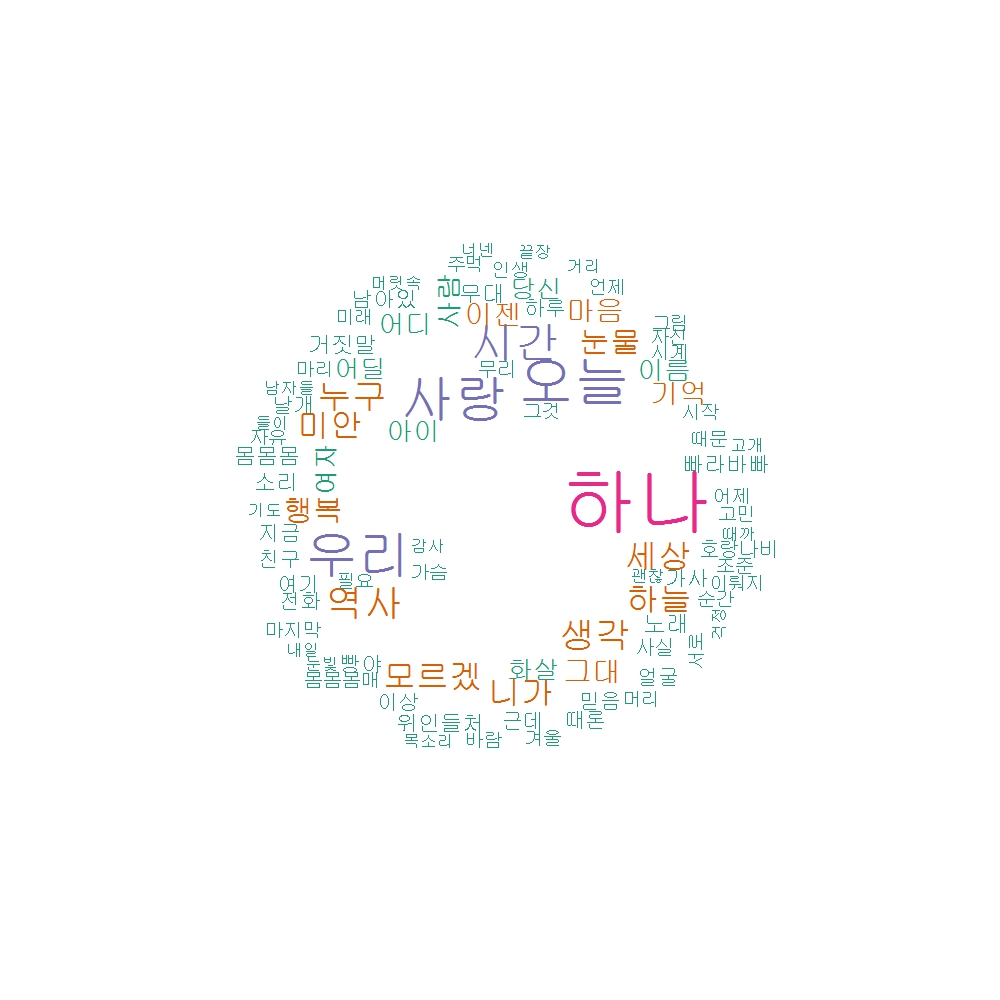 너넨
끝장
주먹
인생
거리
머릿속
사람
무대
당신
언제
남아있
하루
미래
어디
이젠
마음
그림
자신
거짓말
시간
눈물
시계
마리
어딜
무리
오늘
이름
남자들
누구
사랑
기억
날개
그것
시작
들이
미안
아이
자유
때문
고개
몸몸몸
여자
빠라바빠
소리
하나
어제
기도
행복
고민
지금
때까
친구
우리
감사
세상
호랑나비
가슴
조준
여기
필요
괜찮
가사
이뤄지
전화
역사
하늘
순간
마지막
생각
노래
걱정
내일
사실
서로
눈빛
빵야
몸몸몸매
모르겠
화살
그대
얼굴
이상
니가
믿음
머리
위인들처
근데
때론
목소리
바람
겨울